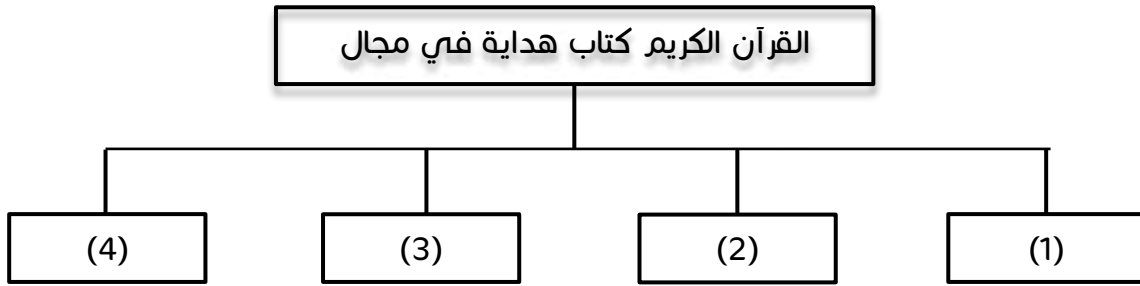 القرآن الكريم كتاب هداية في مجال
(1)
(2)
(3)
(4)